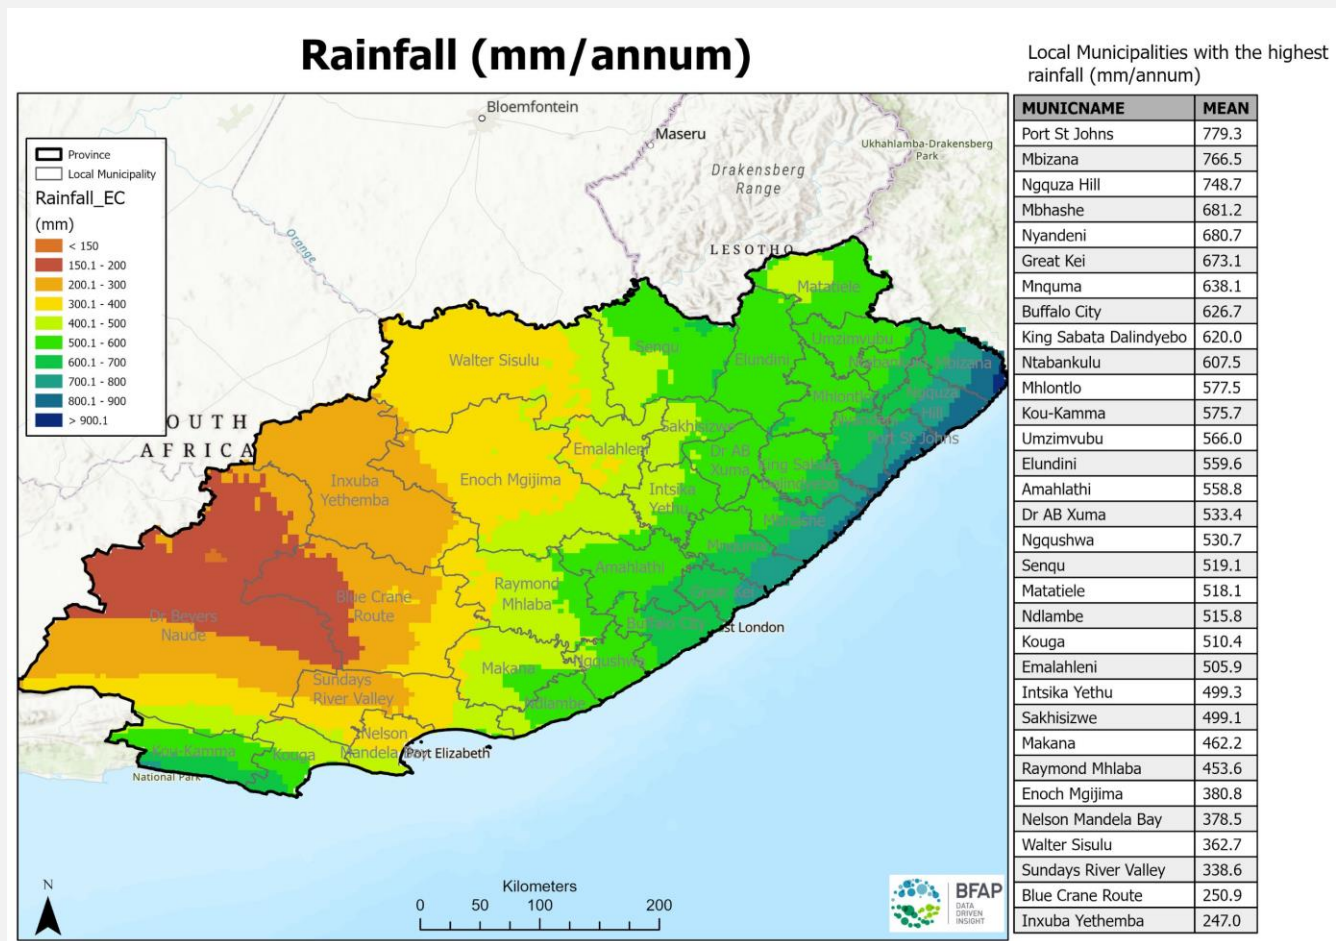 Rainfall (mm/annum)
Local Municipalities with the highest
rainfall (mm/annum)
Province
Local Municipality
Rainfall_EC
(mm)
< 150
150.1 - 200
200.1 - 300
300.1 - 400
400.1 - 500
500.1 - 600
600.1 - 700
700.1 - 800
800.1 - 900
> 900.1
Bloemfontein
Maseru
Ukhahlamba-Drakensberg
Park
Drakensberg
Range
Orange
LESOTHO
OUTH
AFRICA
Matatiele
Walter Sisulu
Senqu
Elundini
Umzimvubu
Ntabankulu
Mbizana
Mhlontlo
Ngquza
Hill
Nyandeni
Port St Johns
Sakhisizwe
Emalahleni
Dr AB
Xuma
King Sabata
Dalindyebo
Inxuba
Yethemba
Enoch Mgijima
Intsika
Yethu
Mbhashe
Mnquma
Amahlathi
Raymond
Mhlaba
Great Kei
Blue Crane
Route
Dr Beyers
Naude
Buffalo City
st London
Makana
Ngqushwa
Sundays
River Valley
Ndlambe
Nelson
Mandela Bay
Port Elizabeth
Kou-Kamma
Kouga
National Park
N
Kilometers
0 50 100 200
BFAP
DATA
DRIVEN
INSIGHT
MUNICNAME MEAN
Port St Johns 779.3
Mbizana 766.5
Ngquza Hill 748.7
Mbhashe 681.2
Nyandeni 680.7
Great Kei 673.1
Mnquma 638.1
Buffalo City 626.7
King Sabata Dalindyebo 620.0
Ntabankulu 607.5
Mhlontlo 577.5
Kou-Kamma 575.7
Umzimvubu 566.0
Elundini 559.6
Amahlathi 558.8
Dr AB Xuma 533.4
Ngqushwa 530.7
Senqu 519.1
Matatiele 518.1
Ndlambe 515.8
Kouga 510.4
Emalahleni 505.9
Intsika Yethu 499.3
Sakhisizwe 499.1
Makana 462.2
Raymond Mhlaba 453.6
Enoch Mgijima 380.8
Nelson Mandela Bay 378.5
Walter Sisulu 362.7
Sundays River Valley 338.6
Blue Crane Route 250.9
Inxuba Yethemba 247.0